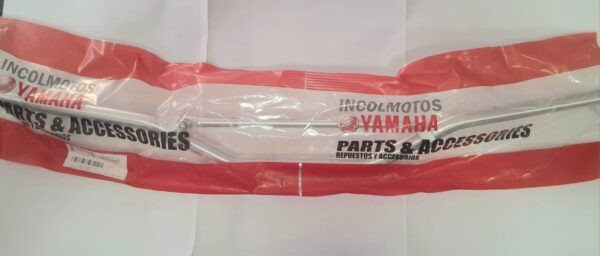 INCOLMOTOS
YAMAHA
PARTS & ACCESSORIES
INCOLMOTOS
YAMAHA
PARTS & ACCESSORIES
REPUESTOS Y ACCESORIOS